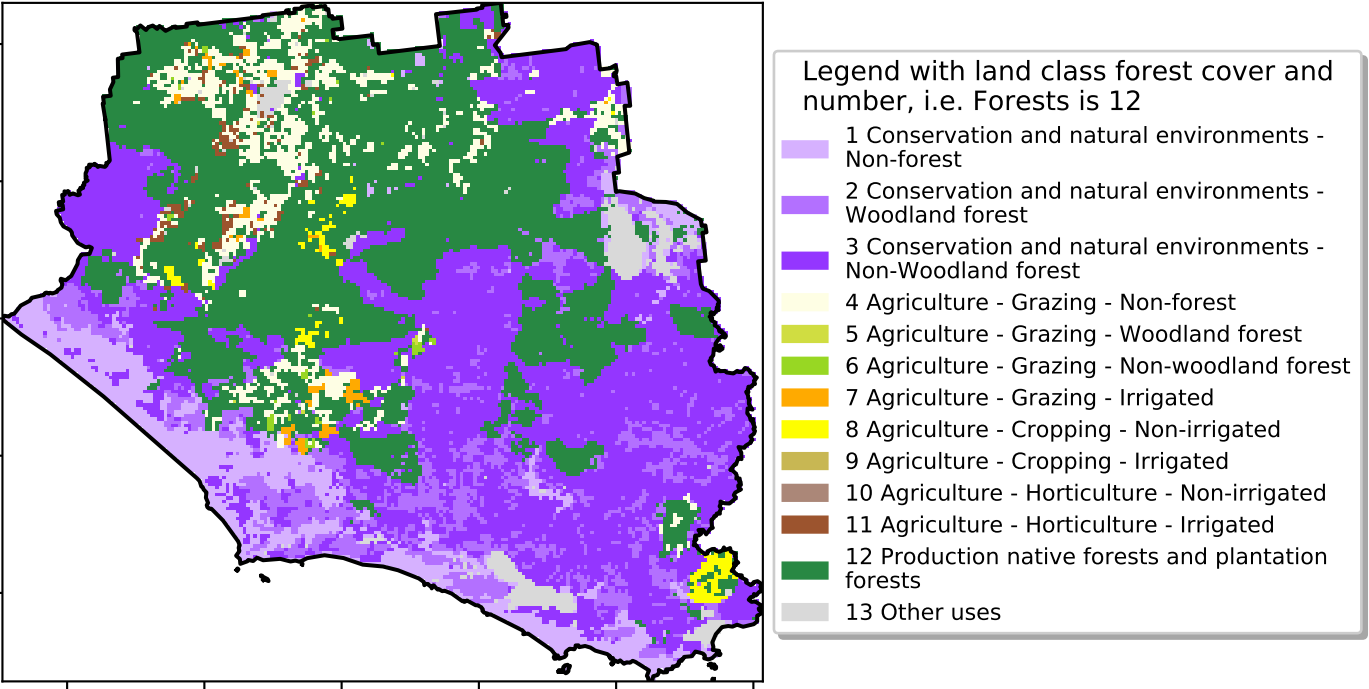 Legend with land class forest cover and
number, i.e. Forests is 12
1 Conservation and natural environments -
Non-forest
2 Conservation and natural environments -
Woodland forest
3 Conservation and natural environments -
Non-Woodland forest
4 Agriculture - Grazing - Non-forest
5 Agriculture - Grazing - Woodland forest
6 Agriculture - Grazing - Non-woodland forest
7 Agriculture - Grazing - Irrigated
8 Agriculture - Cropping - Non-irrigated
9 Agriculture - Cropping - Irrigated
10 Agriculture - Horticulture - Non-irrigated
11 Agriculture - Horticulture - Irrigated
12 Production native forests and plantation
forests
13 Other uses